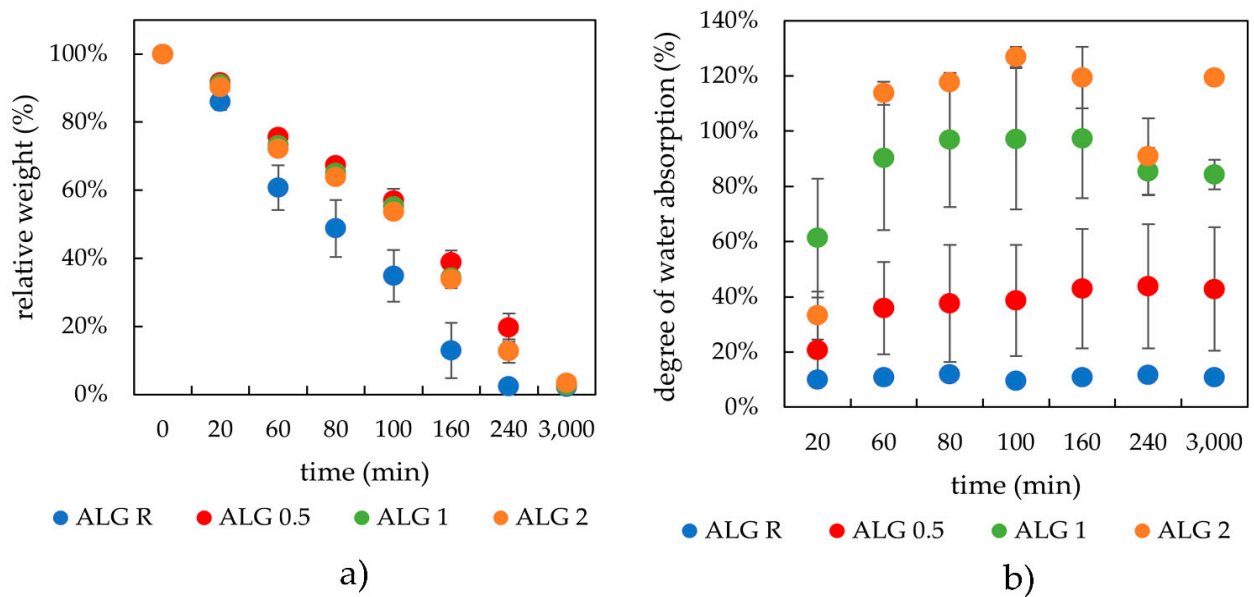 relative weight (%)
100%
80%
60%
40%
20%
0%
0 20 60 80 100 160 240 3,000
time (min)
ALG R ALG 0.5 ALG 1 ALG 2
a)
degree of water absorption (%)
140%
120%
100%
80%
60%
40%
20%
0%
20 60 80 100 160 240 3,000
time (min)
ALG R ALG 0.5 ALG 1 ALG 2
b)